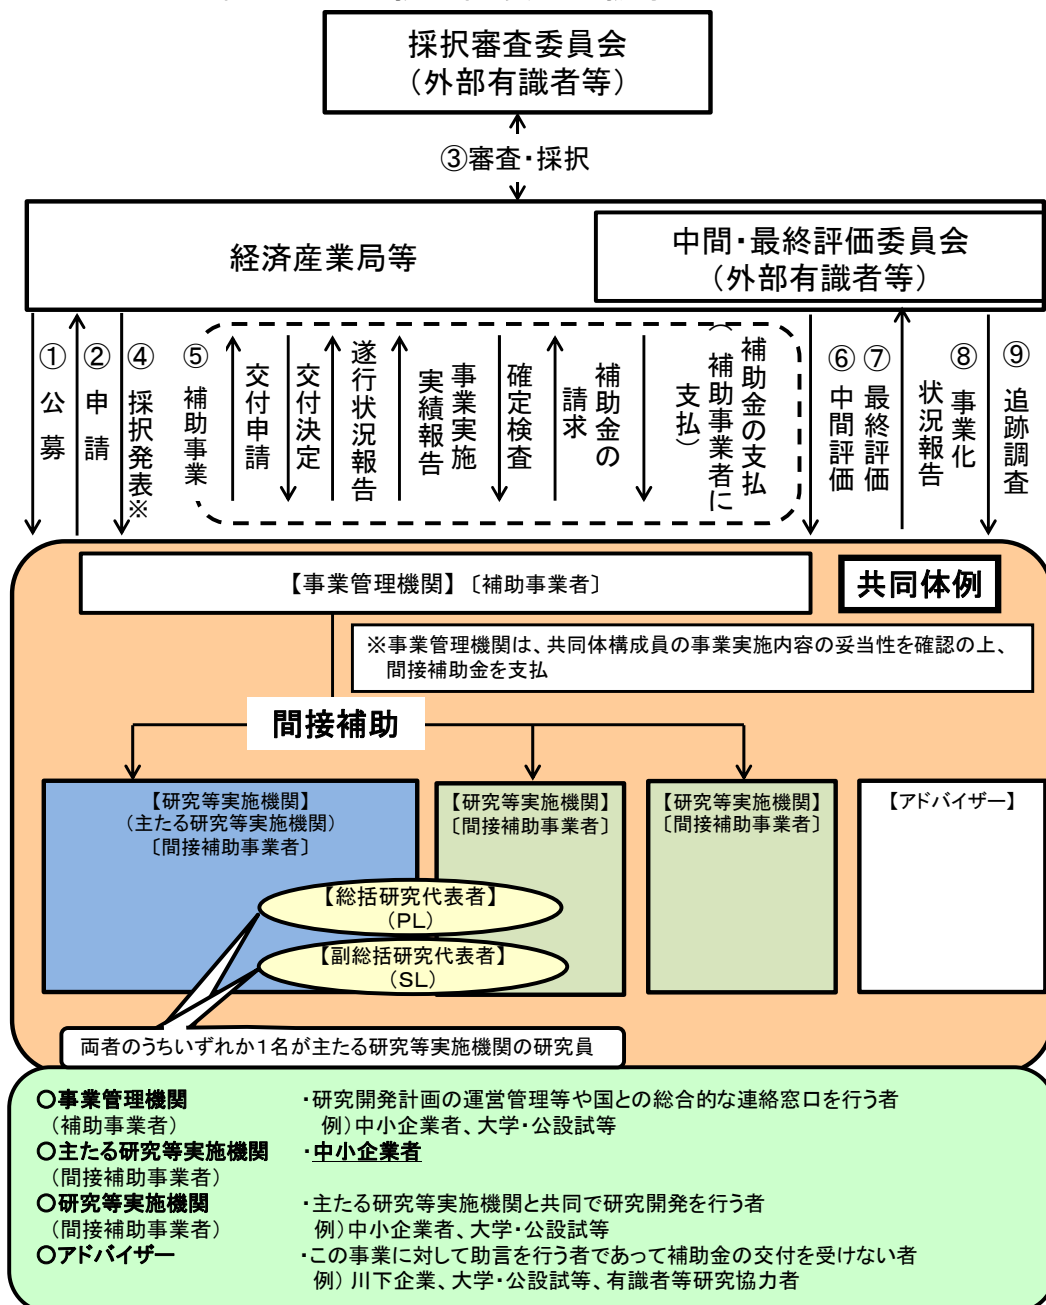 採択審査委員会
（外部有識者等）
③審査・採択
経済産業局等
中間・最終評価委員会
（外部有識者等）
①公募
②申請
④採択発表※
⑤補助事業
交付申請
交付決定
遂行状況報告
事業実施
実績報告
確定検査
補助金の
請求
補助金の支払
（補助事業者に
支払）
⑥中間評価
⑦最終評価
⑧事業化
状況報告
⑨追跡調査
【事業管理機関】〔補助事業者〕
共同体例
※事業管理機関は、共同体構成員の事業実施内容の妥当性を確認の上、
間接補助金を支払
間接補助
【研究等実施機関】
（主たる研究等実施機関）
〔間接補助事業者〕
【研究等実施機関】
〔間接補助事業者〕
【研究等実施機関】
〔間接補助事業者〕
【アドバイザー】
【総括研究代表者】
（PL）
【副総括研究代表者】
（SL）
両者のうちいずれか１名が主たる研究等実施機関の研究員
○事業管理機関 ・研究開発計画の運営管理等や国との総合的な連絡窓口を行う者
（補助事業者） 例）中小企業者、大学・公設試等
○主たる研究等実施機関 ・中小企業者
（間接補助事業者）
○研究等実施機関 ・主たる研究等実施機関と共同で研究開発を行う者
（間接補助事業者） 例）中小企業者、大学・公設試等
○アドバイザー ・この事業に対して助言を行う者であって補助金の交付を受けない者
例） 川下企業、大学・公設試等、有識者等研究協力者